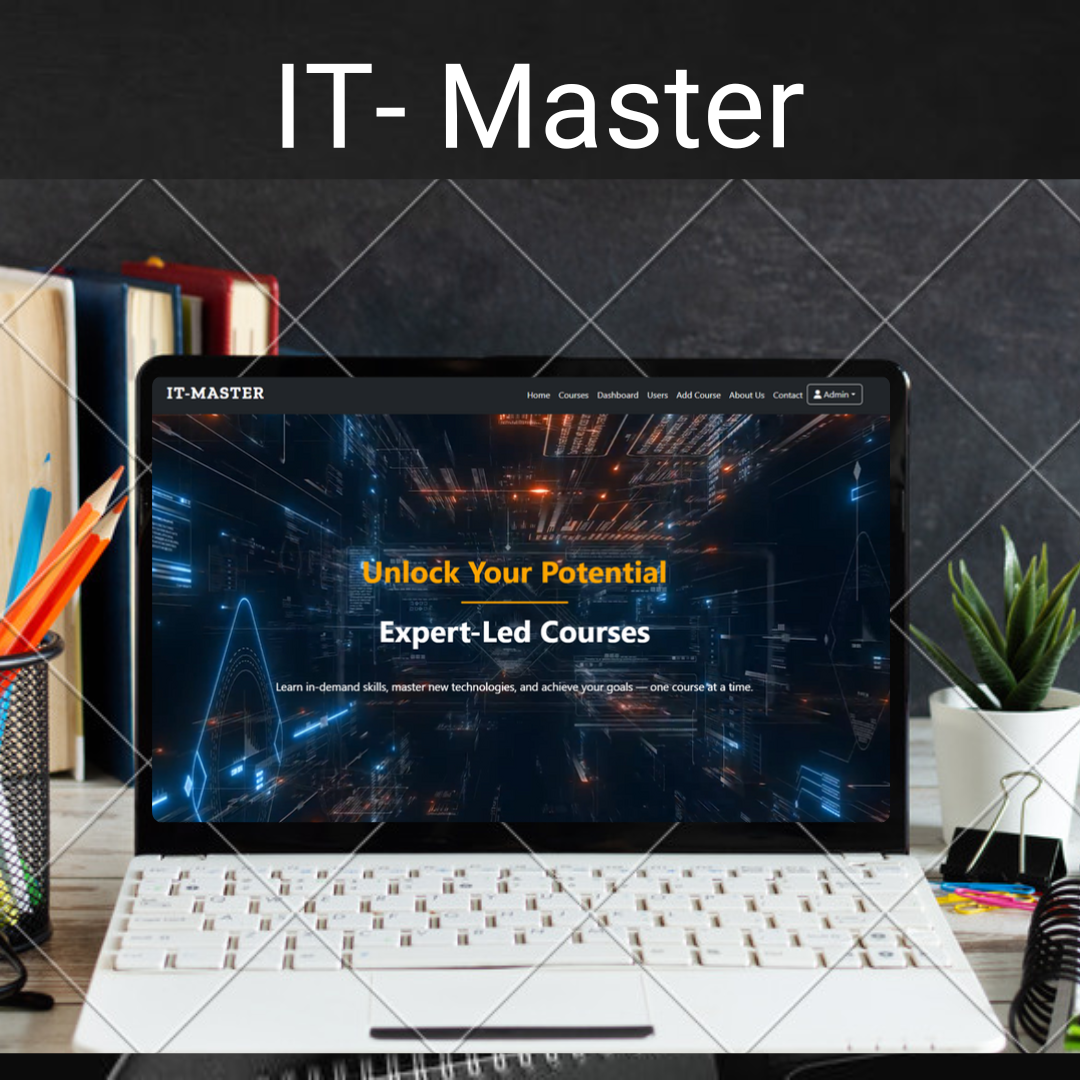 IT- Master
IT-MASTER
Home Courses Dashboard Users Add Course About Us Contact Admin
Unlock Your Potential
Expert-Led Courses
Learn in-demand skills, master new technologies, and achieve your goals — one course at a time.